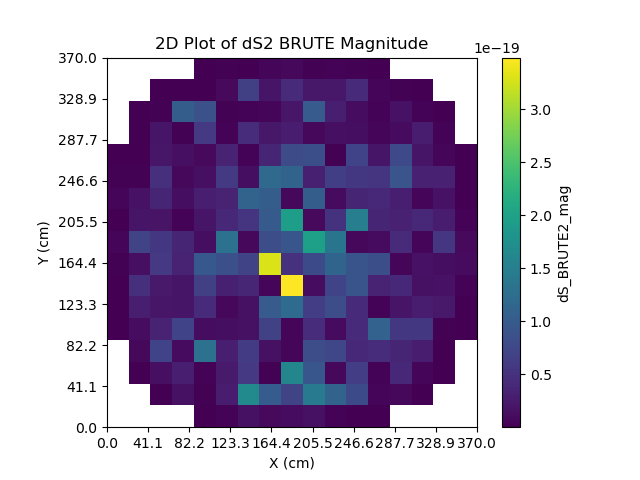 2D Plot of dS2 BRUTE Magnitude
1e−19
370.0
328.9
287.7
246.6
205.5
164.4
123.3
82.2
41.1
0.0
Y (cm)
0.0 41.1 82.2 123.3 164.4 205.5 246.6 287.7 328.9 370.0
X (cm)
3.0
2.5
2.0
1.5
1.0
0.5
dS_BRUTE2_mag